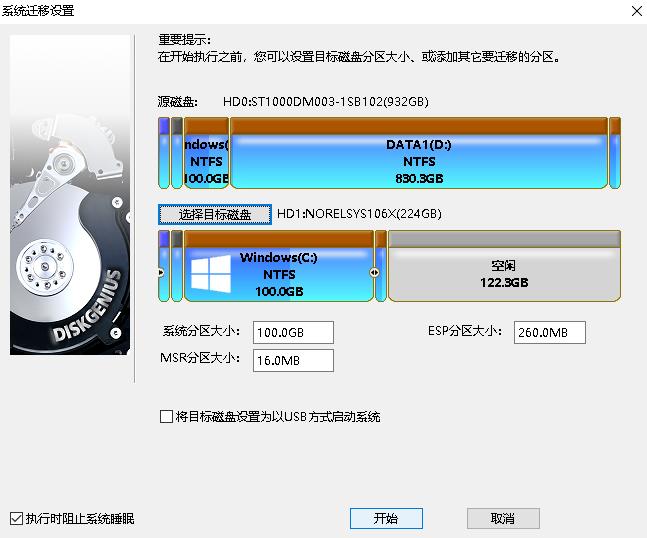 系统迁移设置
重要提示:
在开始执行之前，您可以设置目标磁盘分区大小、或添加其它要迁移的分区。
源磁盘: HD0:ST1000DM003-1SB102(932GB)
ndows( DATA1(D:)
NTFS NTFS
100.0GB 830.3GB
选择目标磁盘 HD1:NORELSYS106X(224GB)
Windows(C:) 空闲
NTFS 122.3GB
100.0GB
DISKGENIUS
系统分区大小: 100.0GB ESP分区大小: 260.0MB
MSR分区大小: 16.0MB
将目标磁盘设置为以USB方式启动系统
执行时阻止系统睡眠 开始 取消